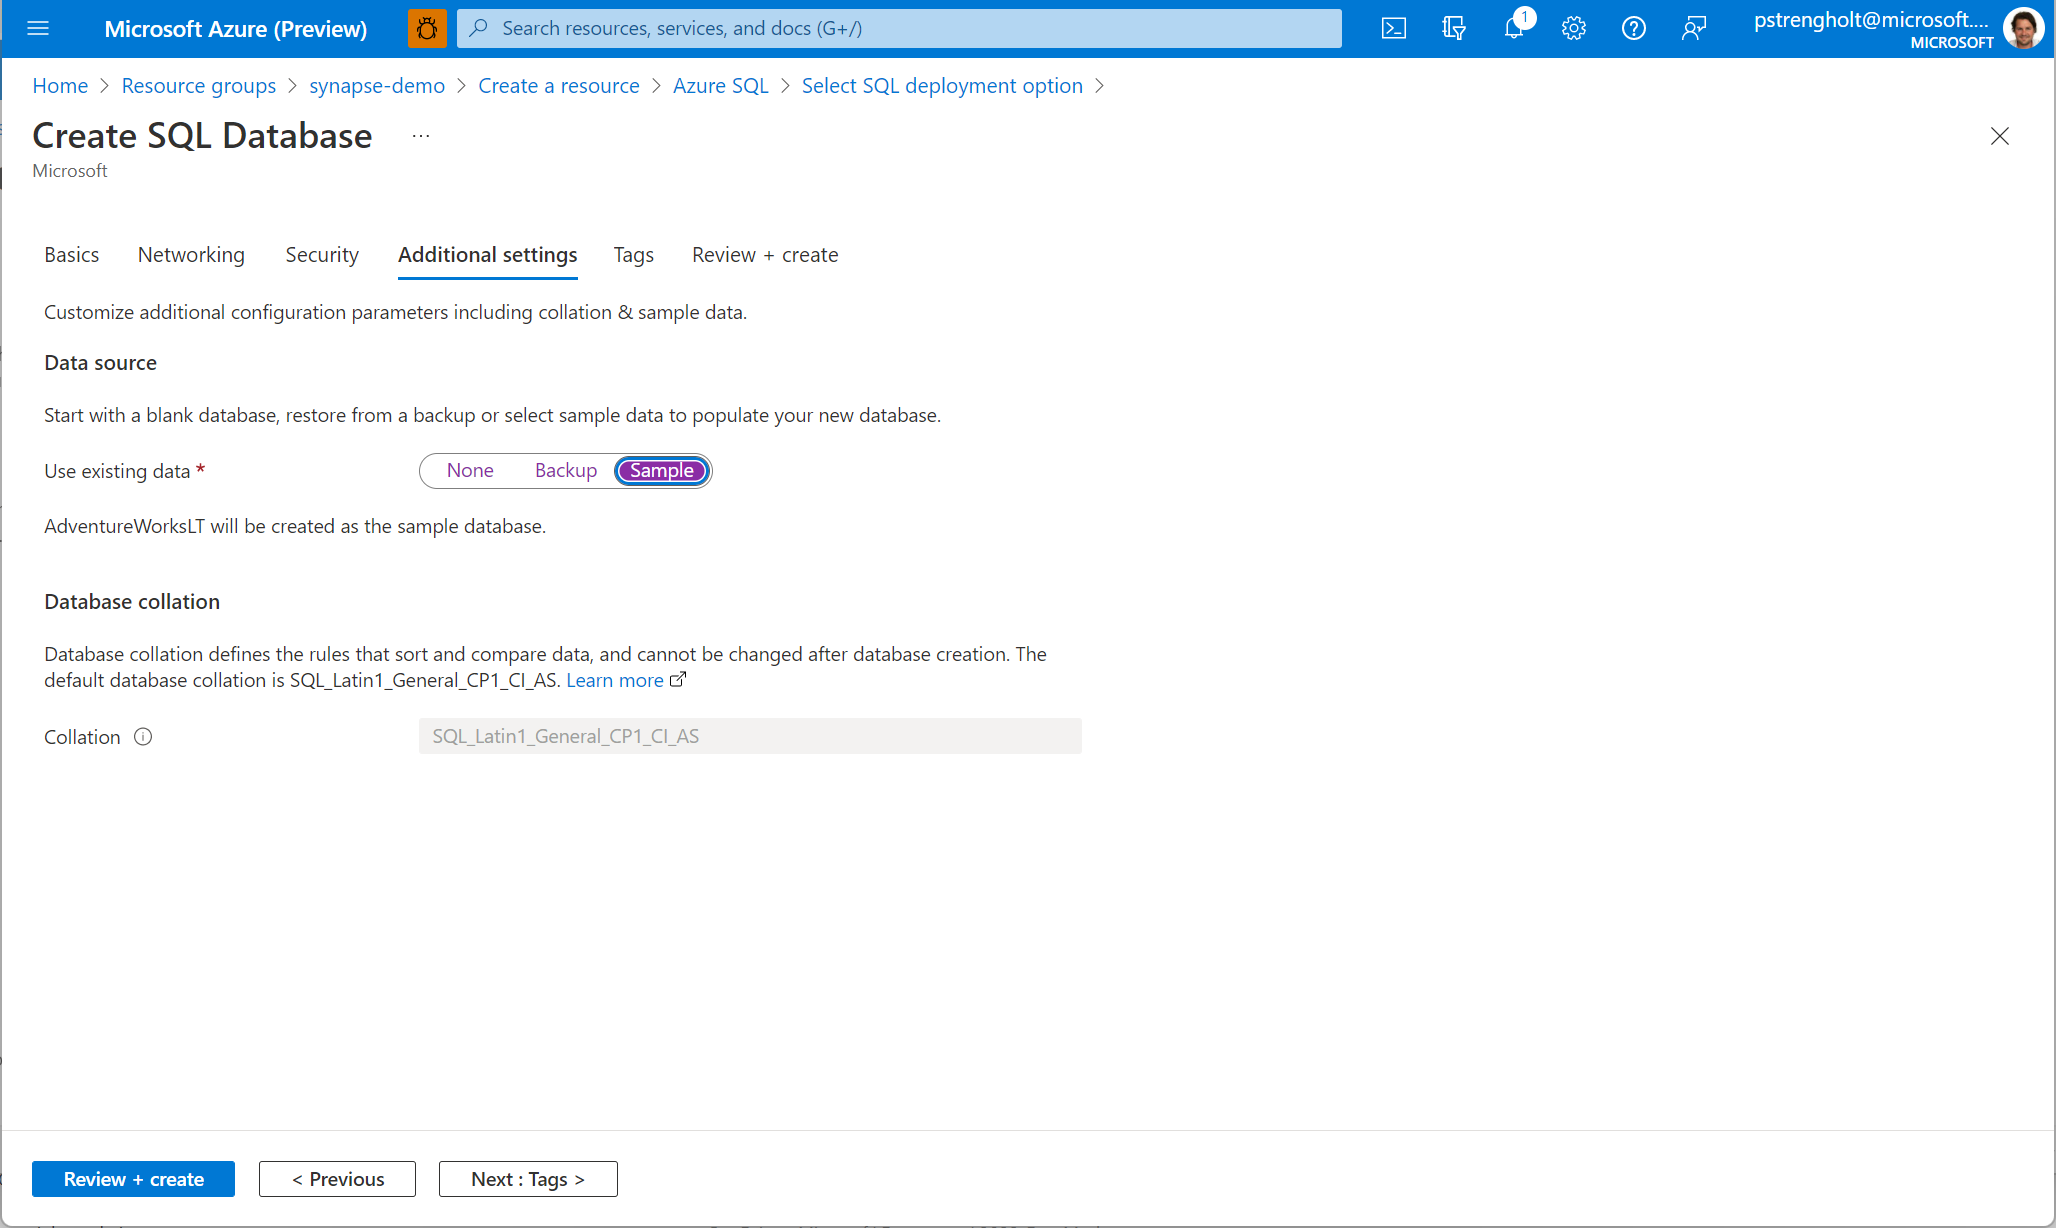 Microsoft Azure (Preview)
Search resources, services, and docs (G+/)
1
pstrengholt@microsoft....
MICROSOFT
Home > Resource groups > synapse-demo > Create a resource > Azure SQL > Select SQL deployment option >
Create SQL Database ...
Microsoft
Basics Networking Security Additional settings Tags Review + create
Customize additional configuration parameters including collation & sample data.
Data source
Start with a blank database, restore from a backup or select sample data to populate your new database.
Use existing data * None Backup Sample
AdventureWorksLT will be created as the sample database.
Database collation
Database collation defines the rules that sort and compare data, and cannot be changed after database creation. The
default database collation is SQL_Latin1_General_CP1_CI_AS. Learn more
Collation SQL_Latin1_General_CP1_CI_AS
Review + create < Previous Next : Tags >